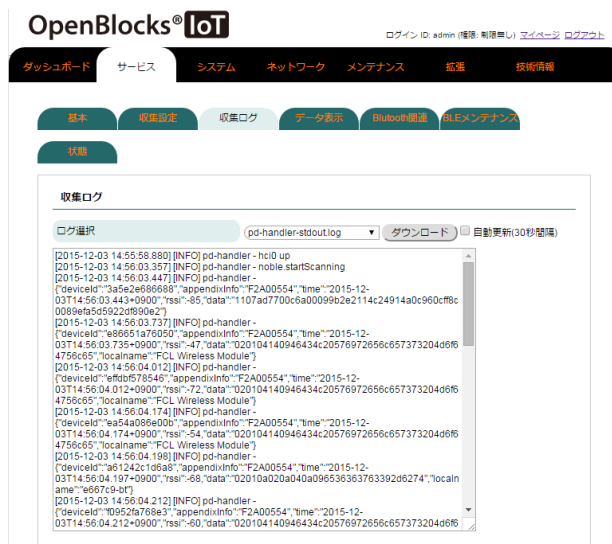 OpenBlocks® IoT
ログイン ID: admin (権限: 制限無し) マイページ ログアウト
ダッシュボード サービス システム ネットワーク メンテナンス 拡張 技術情報
基本 収集設定 収集ログ データ表示 Blutooth関連 BLEメンテナンス
状態
収集ログ
ログ選択 pd-handler-stdout.log ダウンロード 自動更新(30秒間隔)
[2015-12-03 14:55:58.880] [INFO] pd-handler - hci0 up
[2015-12-03 14:56:03.357] [INFO] pd-handler - noble.startScanning
[2015-12-03 14:56:03.447] [INFO] pd-handler -
{"deviceId":"3a5e2e686688","appendixInfo":"F2A00554","time":"2015-12-
03T14:56:03.443+0900","rssi":-85,"data":"1107ad7700c6a00099b2e2114c24914a0c960cff8c
0089efa5d5922df890e2"}
[2015-12-03 14:56:03.737] [INFO] pd-handler -
{"deviceId":"e86651a76050","appendixInfo":"F2A00554","time":"2015-12-
03T14:56:03.735+0900","rssi":-47,"data":"020104140946434c20576972656c657373204d6f6
4756c65","localname":"FCL Wireless Module"}
[2015-12-03 14:56:04.012] [INFO] pd-handler -
{"deviceId":"effdbf578546","appendixInfo":"F2A00554","time":"2015-12-
03T14:56:04.012+0900","rssi":-72,"data":"020104140946434c20576972656c657373204d6f6
4756c65","localname":"FCL Wireless Module"}
[2015-12-03 14:56:04.174] [INFO] pd-handler -
{"deviceId":"ea54a086e00b","appendixInfo":"F2A00554","time":"2015-12-
03T14:56:04.174+0900","rssi":-54,"data":"020104140946434c20576972656c657373204d6f6
4756c65","localname":"FCL Wireless Module"}
[2015-12-03 14:56:04.198] [INFO] pd-handler -
{"deviceId":"a61242c1d6a8","appendixInfo":"F2A00554","time":"2015-12-
03T14:56:04.197+0900","rssi":-68,"data":"02010a020a040a096536363763392d6274","localn
ame":"e667c9-bt"}
[2015-12-03 14:56:04.212] [INFO] pd-handler -
{"deviceId":"f0952fa768e3","appendixInfo":"F2A00554","time":"2015-12-
03T14:56:04.212+0900","rssi":-60,"data":"020104140946434c20576972656c657373204d6f6